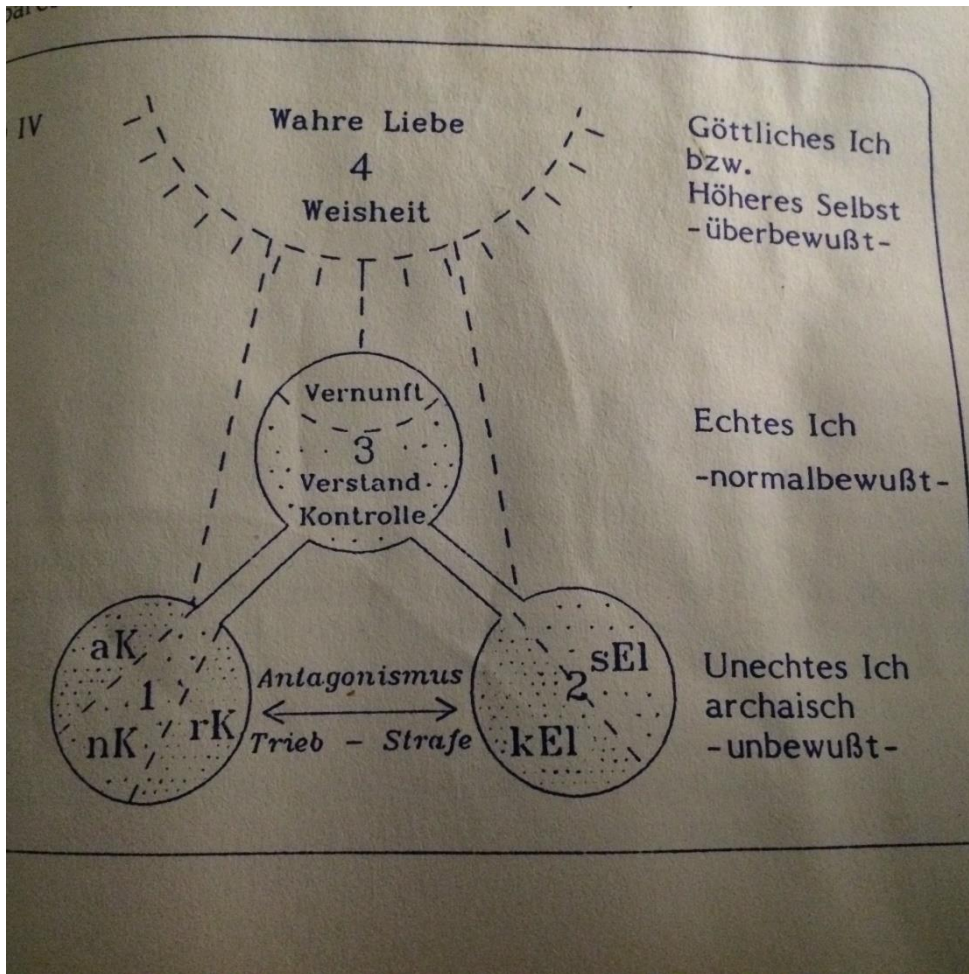 IV
Wahre Liebe
4
Weisheit
Göttliches Ich
bzw.
Höheres Selbst
-überbewußt-
Vernunft
3
Verstand
Kontrolle
Echtes Ich
-normalbewußt-
aK
1
nK
rK
Antagonismus
Trieb - Strafe
sEl
2
kEl
Unechtes Ich
archaisch
-unbewußt-